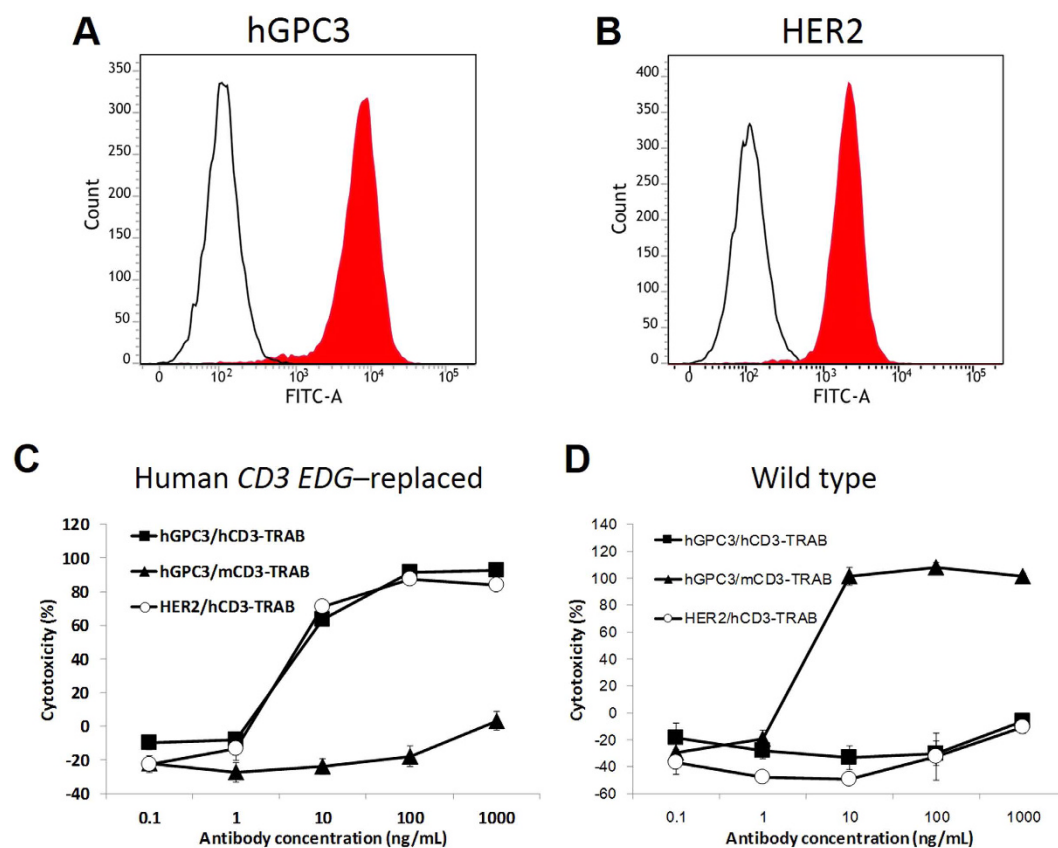 A
hGPC3
350
300
250
200
150
100
50
0
Count
0 10² 10³ 10⁴ 10⁵
FITC-A
B
HER2
400
350
300
250
200
150
100
50
0
Count
0 10² 10³ 10⁴ 10⁵
FITC-A
C
Human CD3 EDG–replaced
120
100
80
60
40
20
0
-20
-40
Cytotoxicity (%)
hGPC3/hCD3-TRAB
hGPC3/mCD3-TRAB
HER2/hCD3-TRAB
0.1 1 10 100 1000
Antibody concentration (ng/mL)
D
Wild type
140
120
100
80
60
40
20
0
-20
-40
-60
Cytotoxicity (%)
hGPC3/hCD3-TRAB
hGPC3/mCD3-TRAB
HER2/hCD3-TRAB
0.1 1 10 100 1000
Antibody concentration (ng/mL)